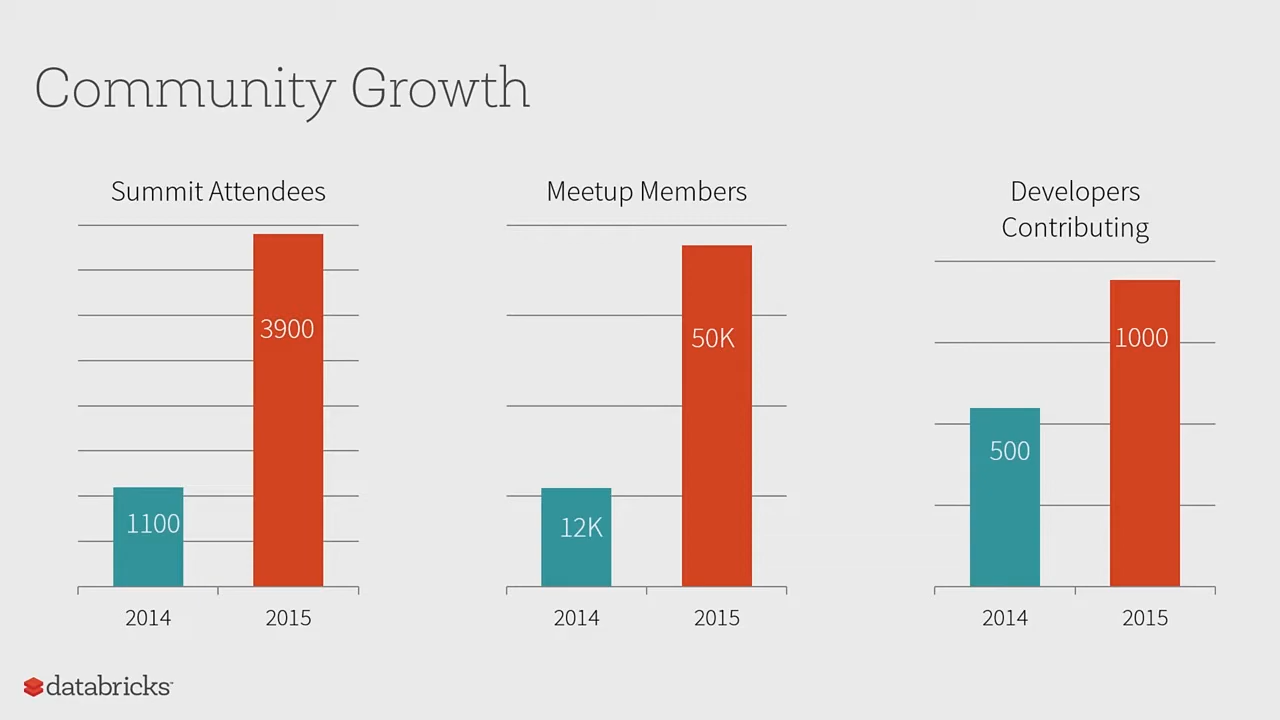 Community Growth
Summit Attendees
3900
1100
2014 2015
Meetup Members
50K
12K
2014 2015
Developers
Contributing
1000
500
2014 2015
databricks™